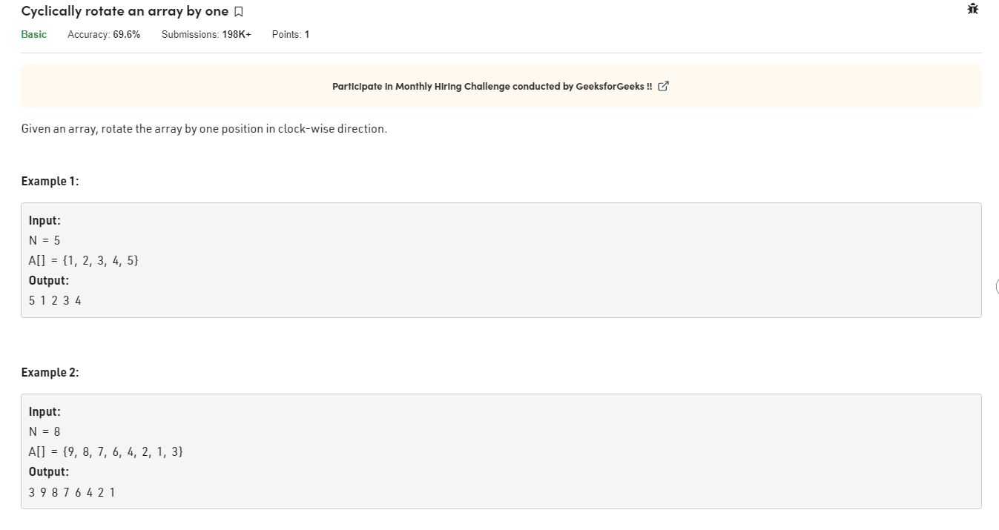 Cyclically rotate an array by one
Basic Accuracy: 69.6% Submissions: 198K+ Points: 1
Participate in Monthly Hiring Challenge conducted by GeeksforGeeks !!
Given an array, rotate the array by one position in clock-wise direction.
Example 1:
Input:
N = 5
A[] = {1, 2, 3, 4, 5}
Output:
5 1 2 3 4
Example 2:
Input:
N = 8
A[] = {9, 8, 7, 6, 4, 2, 1, 3}
Output:
3 9 8 7 6 4 2 1